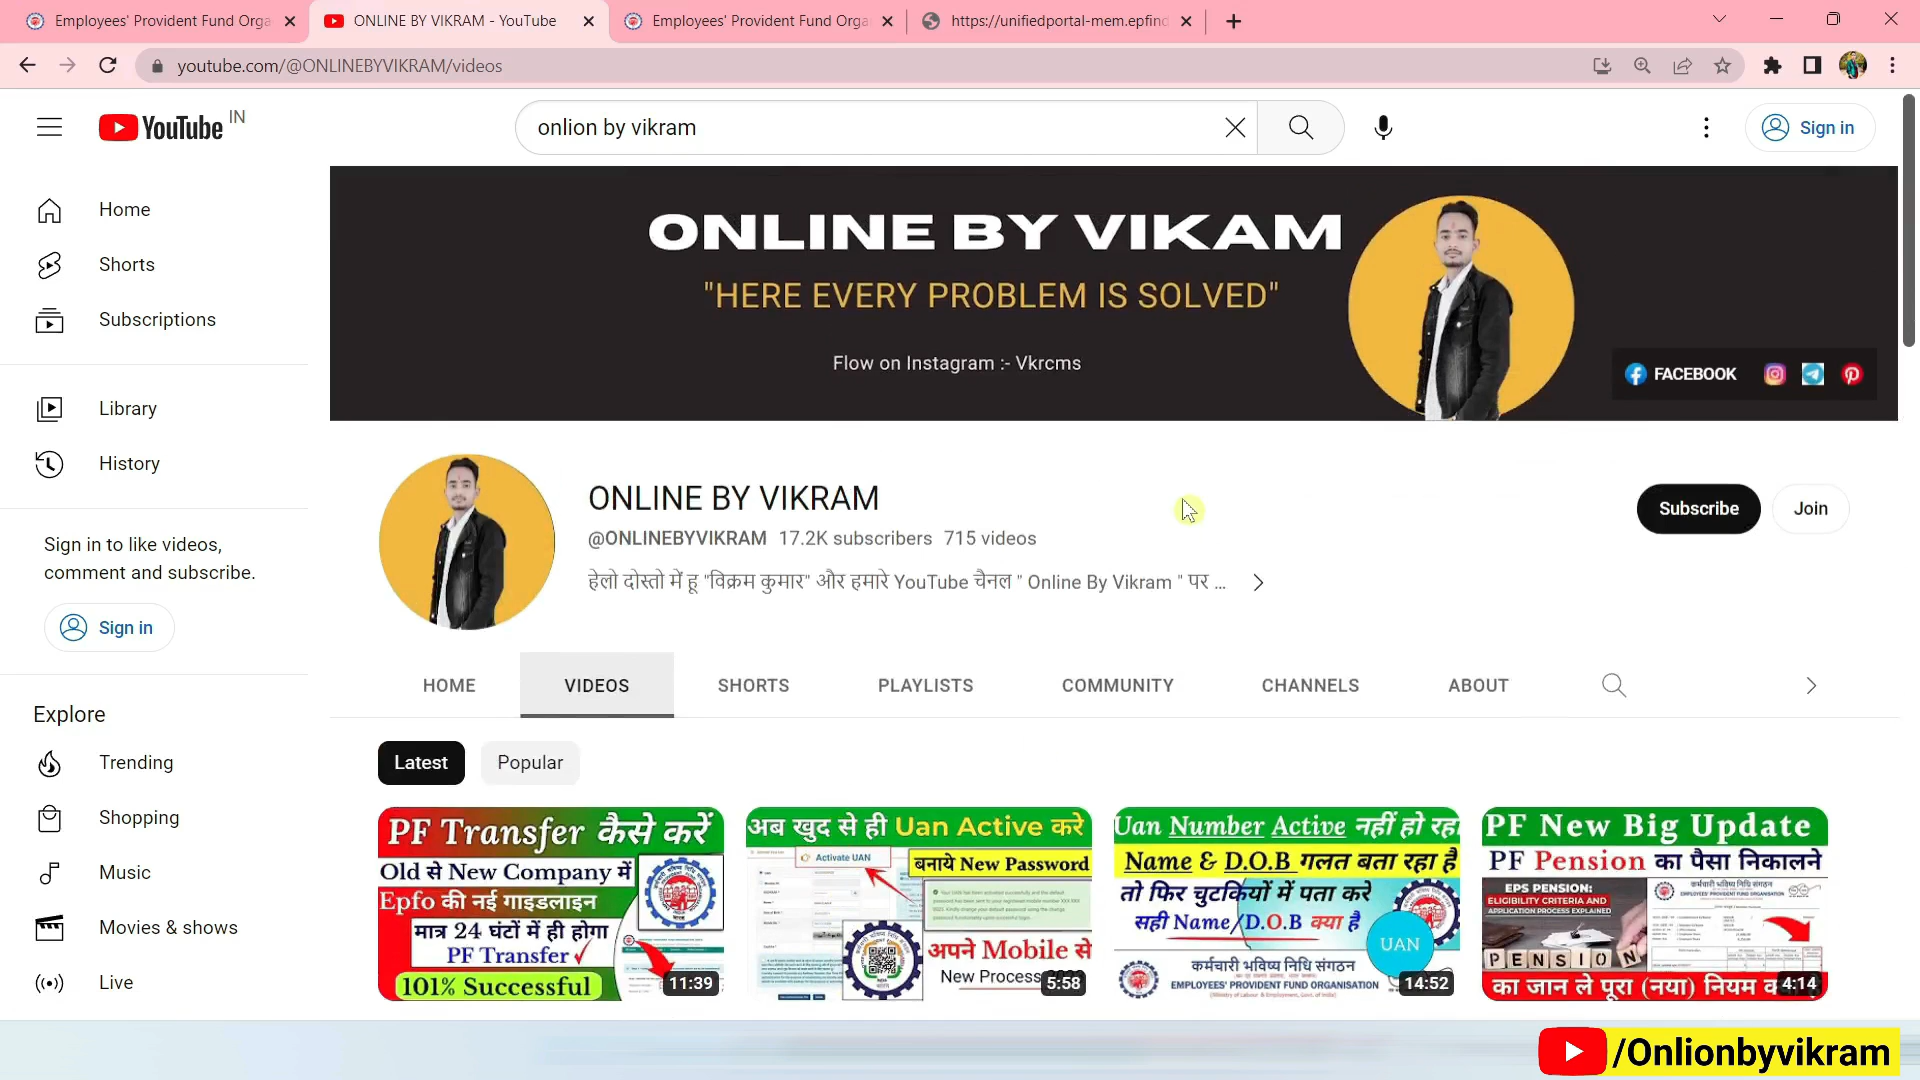 Employees' Provident Fund Orga
ONLINE BY VIKRAM - YouTube
Employees' Provident Fund Orga
https://unifiedportal-mem.epfind
youtube.com/@ONLINEBYVIKRAM/videos
YouTube IN
onlion by vikram
Sign in
Home
Shorts
Subscriptions
Library
History
Sign in to like videos,
comment and subscribe.
Sign in
Explore
Trending
Shopping
Music
Movies & shows
Live
ONLINE BY VIKAM
"HERE EVERY PROBLEM IS SOLVED"
Flow on Instagram :- Vkrcms
FACEBOOK
ONLINE BY VIKRAM
@ONLINEBYVIKRAM 17.2K subscribers 715 videos
हेलो दोस्तो में हू "विक्रम कुमार" और हमारे YouTube चैनल " Online By Vikram " पर ...
Subscribe
Join
HOME
VIDEOS
SHORTS
PLAYLISTS
COMMUNITY
CHANNELS
ABOUT
Latest
Popular
PF Transfer कैसे करें
Old से New Company में
Epfo की नई गाइडलाइन
मात्र 24 घंटों में ही होगा
PF Transfer
101% Successful
11:39
अब खुद से ही Uan Active करे
Activate UAN
बनाये New Password
अपने Mobile से
New Process
5:58
Uan Number Active नहीं हो रहा
Name & D.O.B गलत बता रहा है
तो फिर चुटकियों में पता करे
सही Name/D.O.B क्या है
UAN
कर्मचारी भविष्य निधि संगठन
EMPLOYEES' PROVIDENT FUND ORGANISATION
(Ministry of Labour & Employment, Govt. of India)
14:52
PF New Big Update
PF Pension का पैसा निकालने
EPS PENSION:
ELIGIBILITY CRITERIA AND
APPLICATION PROCESS EXPLAINED
PENSION
का जान ले पूरा (नया) नियम
4:14
/Onlionbyvikram